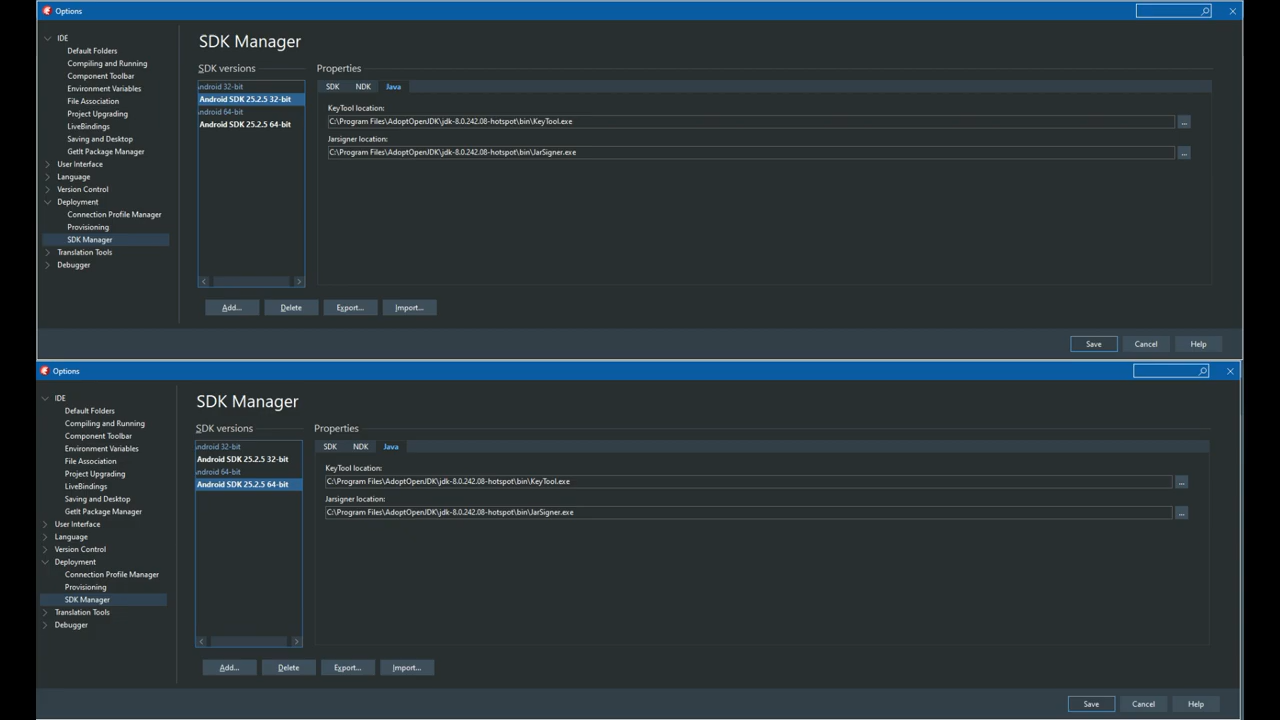 Options
SDK Manager
IDE
Default Folders
Compiling and Running
Component Toolbar
Environment Variables
File Association
Project Upgrading
LiveBindings
Saving and Desktop
GetIt Package Manager
User Interface
Language
Version Control
Deployment
Connection Profile Manager
Provisioning
SDK Manager
Translation Tools
Debugger
SDK versions
ndroid 32-bit
Android SDK 25.2.5 32-bit
ndroid 64-bit
Android SDK 25.2.5 64-bit
Properties
SDK NDK Java
KeyTool location:
C:\Program Files\AdoptOpenJDK\jdk-8.0.242.08-hotspot\bin\KeyTool.exe
...
Jarsigner location:
C:\Program Files\AdoptOpenJDK\jdk-8.0.242.08-hotspot\bin\JarSigner.exe
...
Add... Delete Export... Import...
Save Cancel Help
Options
SDK Manager
IDE
Default Folders
Compiling and Running
Component Toolbar
Environment Variables
File Association
Project Upgrading
LiveBindings
Saving and Desktop
GetIt Package Manager
User Interface
Language
Version Control
Deployment
Connection Profile Manager
Provisioning
SDK Manager
Translation Tools
Debugger
SDK versions
ndroid 32-bit
Android SDK 25.2.5 32-bit
ndroid 64-bit
Android SDK 25.2.5 64-bit
Properties
SDK NDK Java
KeyTool location:
C:\Program Files\AdoptOpenJDK\jdk-8.0.242.08-hotspot\bin\KeyTool.exe
...
Jarsigner location:
C:\Program Files\AdoptOpenJDK\jdk-8.0.242.08-hotspot\bin\JarSigner.exe
...
Add... Delete Export... Import...
Save Cancel Help